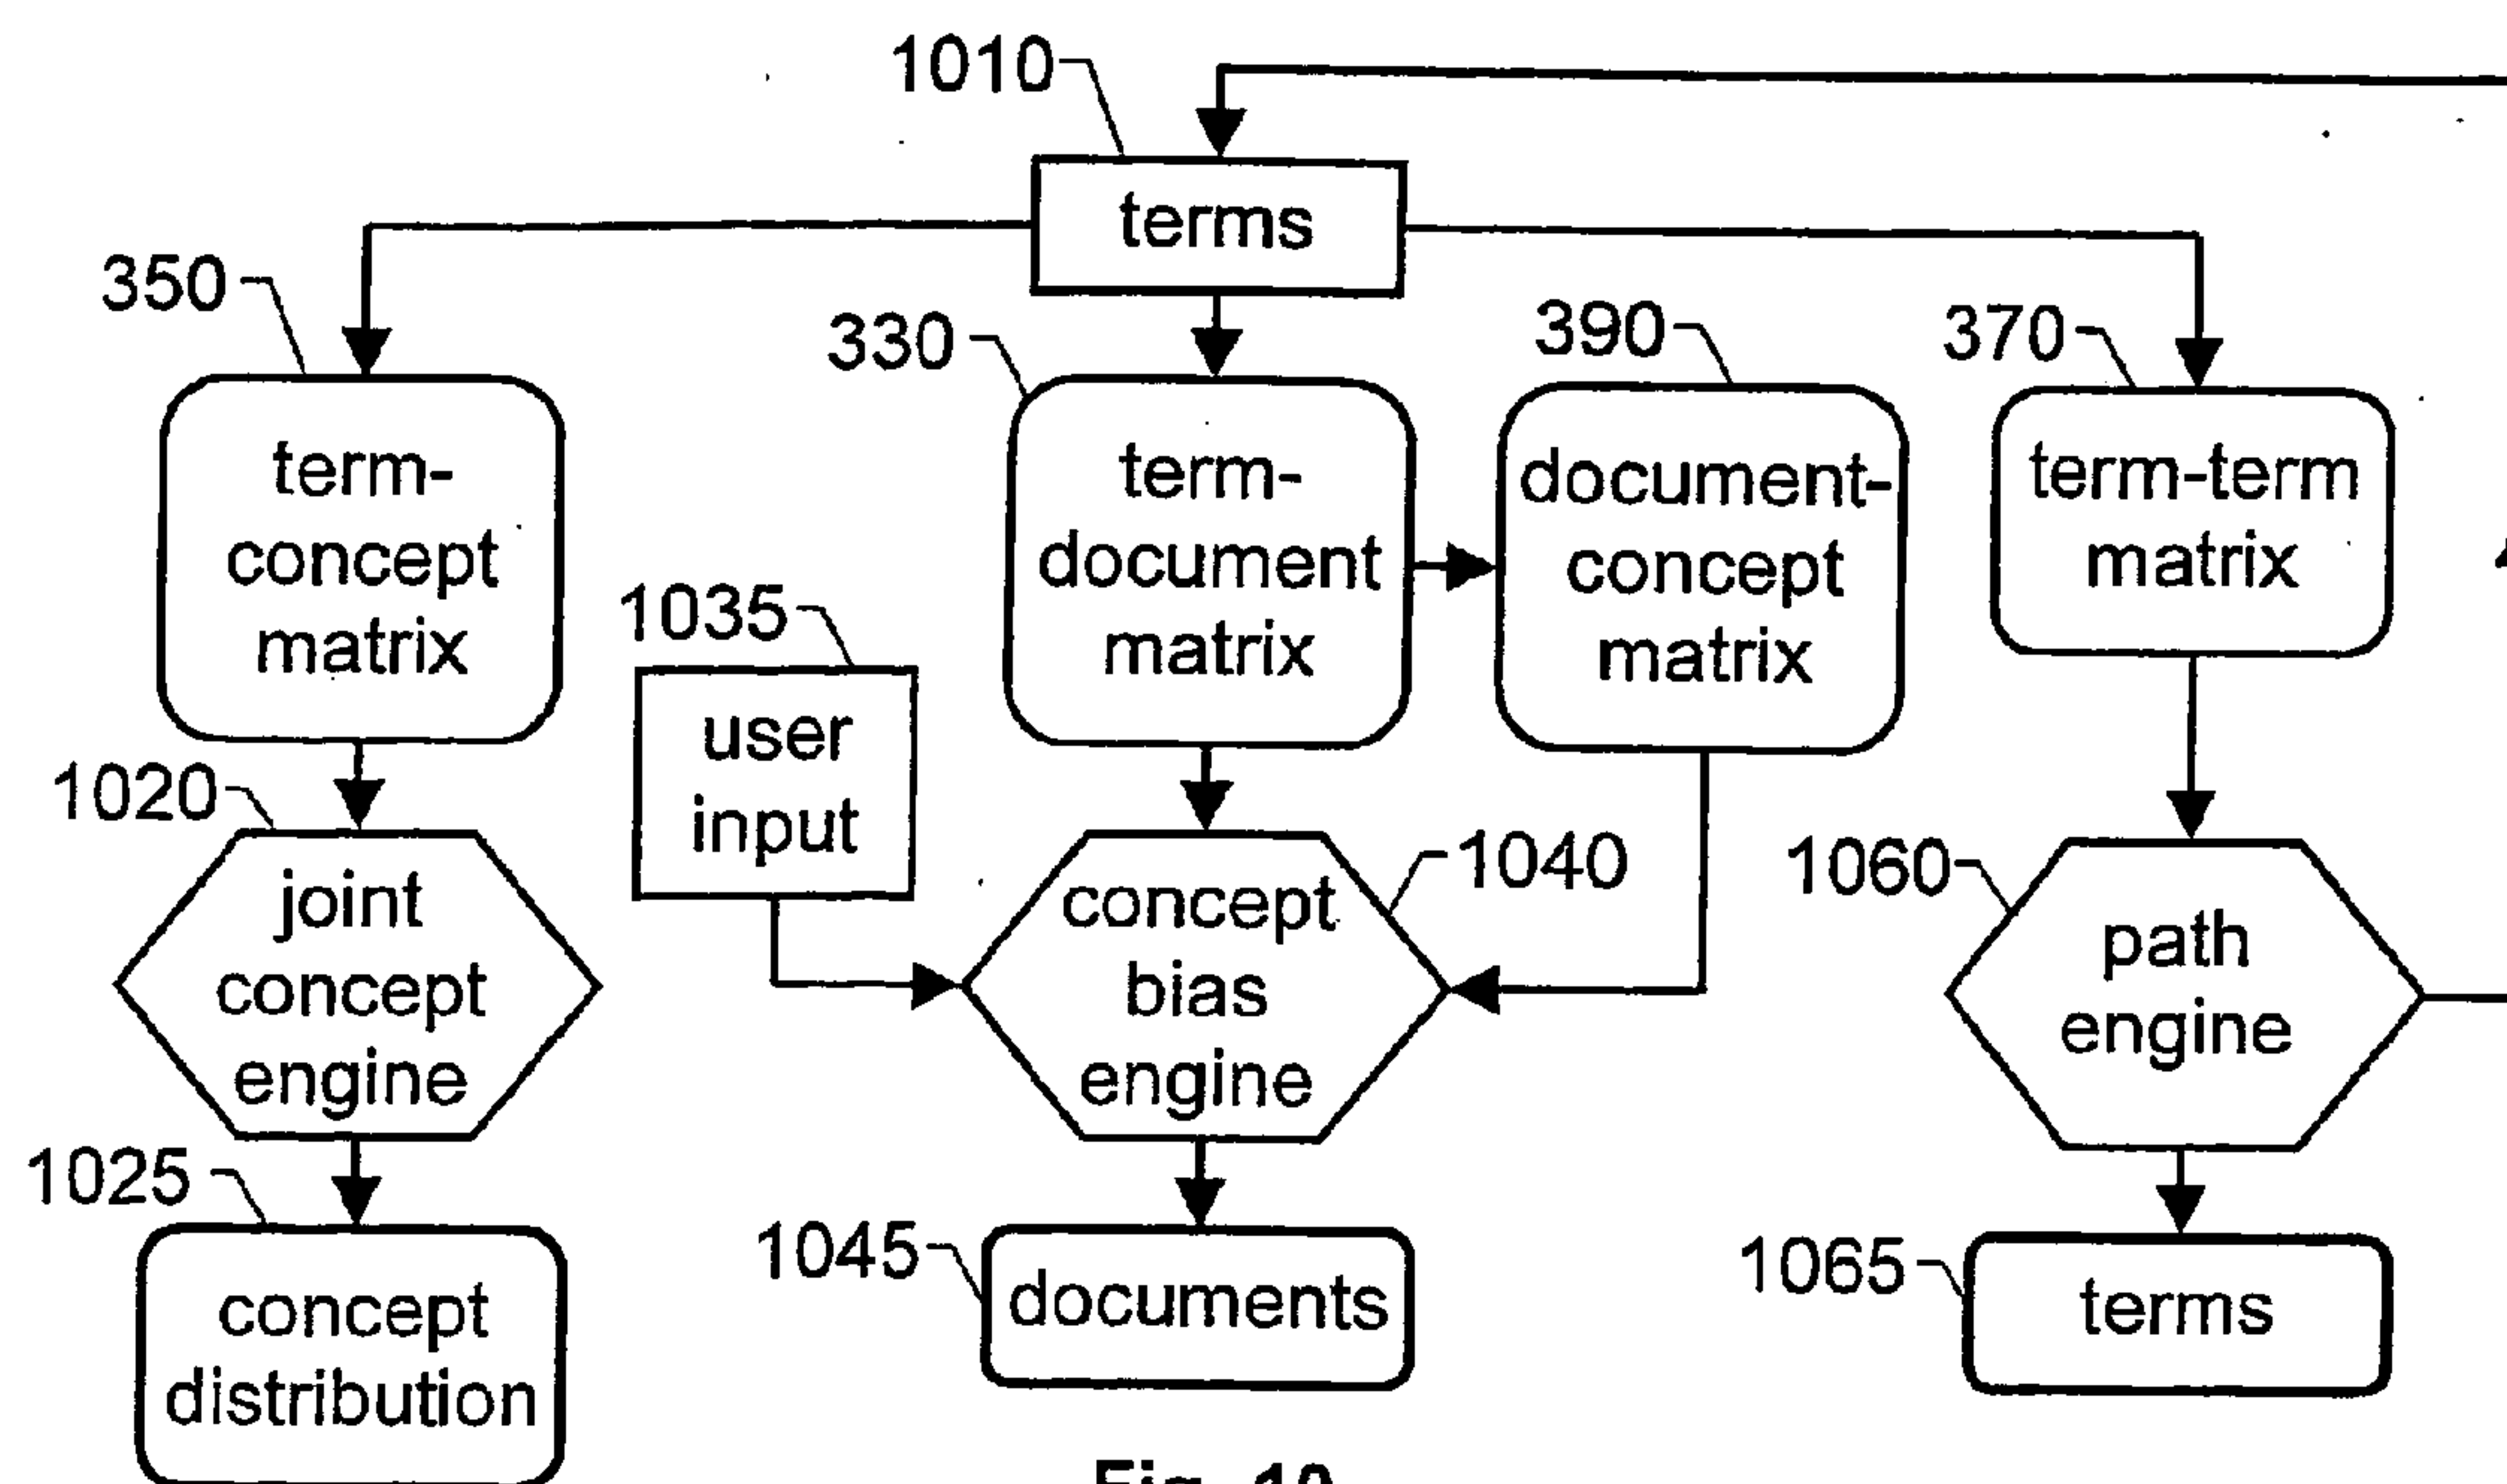 1010
terms
350
330
390
370
term-
concept
matrix
term-
document
matrix
document-
concept
matrix
term-term
matrix
1035
user
input
1020
joint
concept
engine
1040
concept
bias
engine
1060
path
engine
1025
concept
distribution
1045
documents
1065
terms